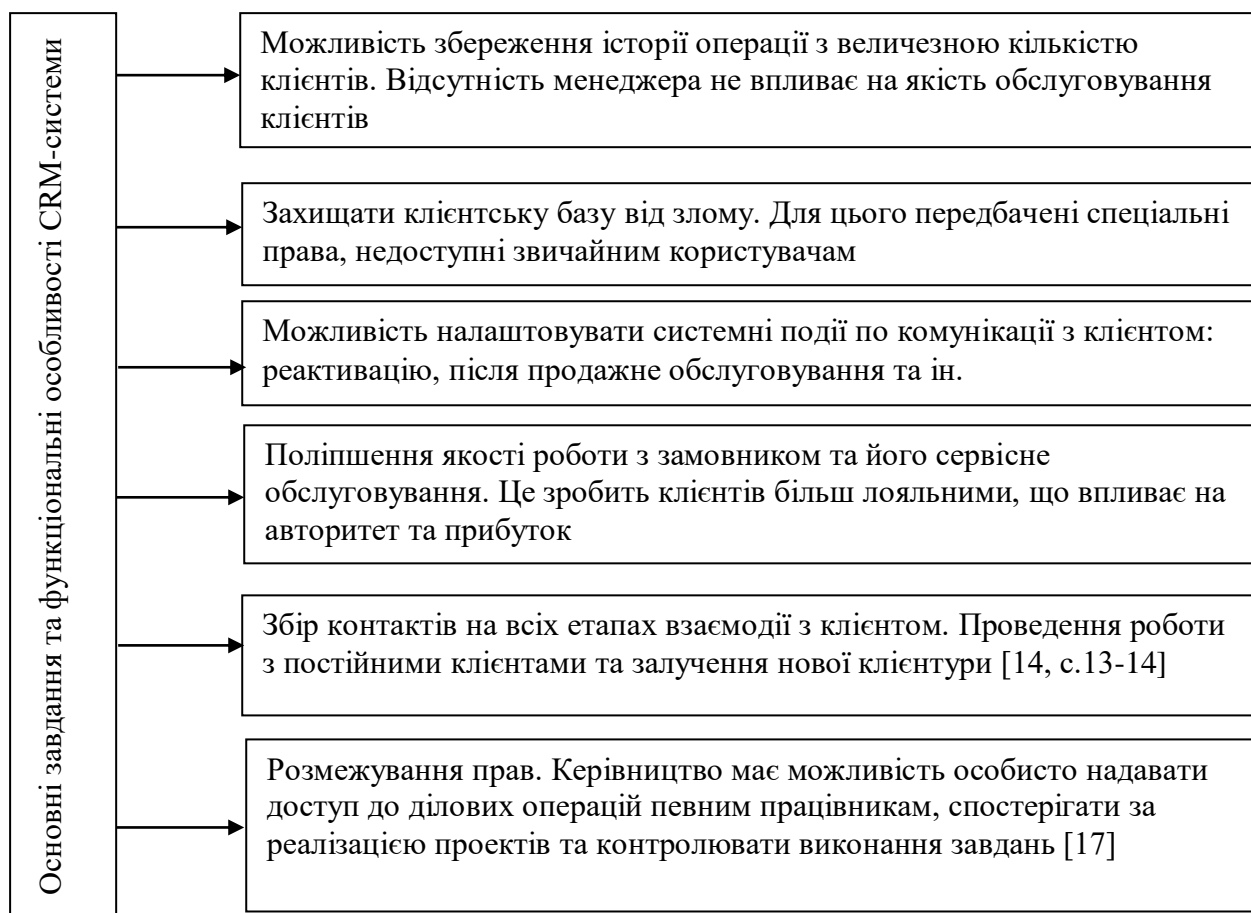 Основні завдання та функціональні особливості CRM-системи
Можливість збереження історії операції з величезною кількістю
клієнтів. Відсутність менеджера не впливає на якість обслуговування
клієнтів
Захищати клієнтську базу від злому. Для цього передбачені спеціальні
права, недоступні звичайним користувачам
Можливість налаштовувати системні події по комунікації з клієнтом:
реактивацію, після продажне обслуговування та ін.
Поліпшення якості роботи з замовником та його сервісне
обслуговування. Це зробить клієнтів більш лояльними, що впливає на
авторитет та прибуток
Збір контактів на всіх етапах взаємодії з клієнтом. Проведення роботи
з постійними клієнтами та залучення нової клієнтури [14, с.13-14]
Розмежування прав. Керівництво має можливість особисто надавати
доступ до ділових операцій певним працівникам, спостерігати за
реалізацією проектів та контролювати виконання завдань [17]